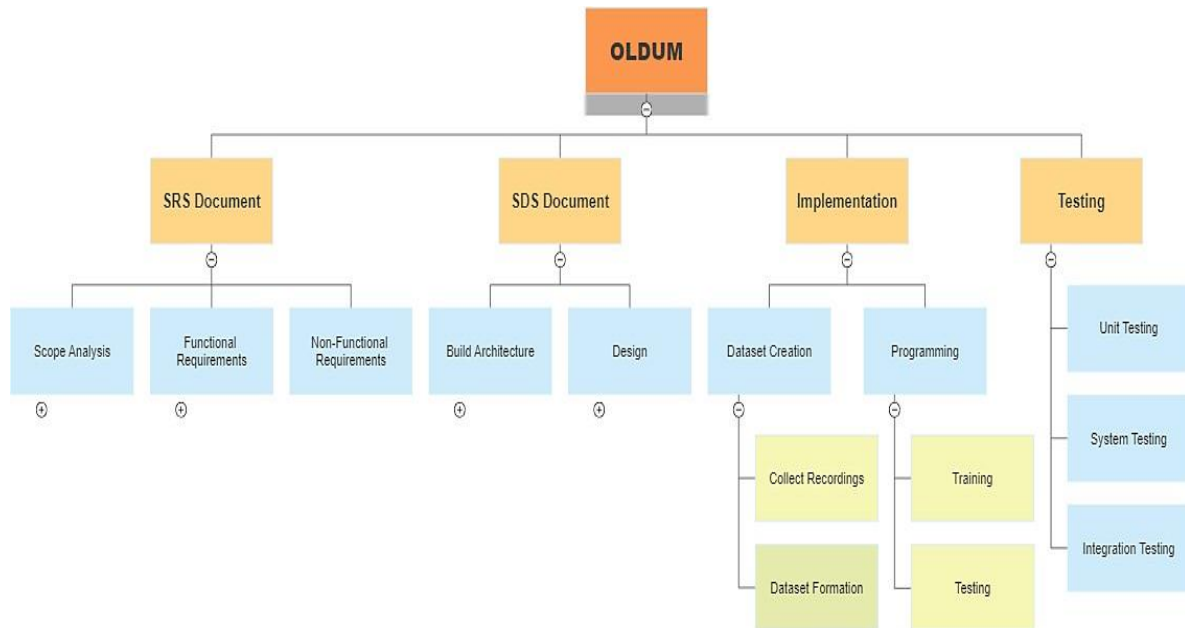 OLDUM
SRS Document
SDS Document
Implementation
Testing
Scope Analysis
Functional
Requirements
Non-Functional
Requirements
Build Architecture
Design
Dataset Creation
Programming
Unit Testing
System Testing
Integration Testing
Collect Recordings
Training
Dataset Formation
Testing